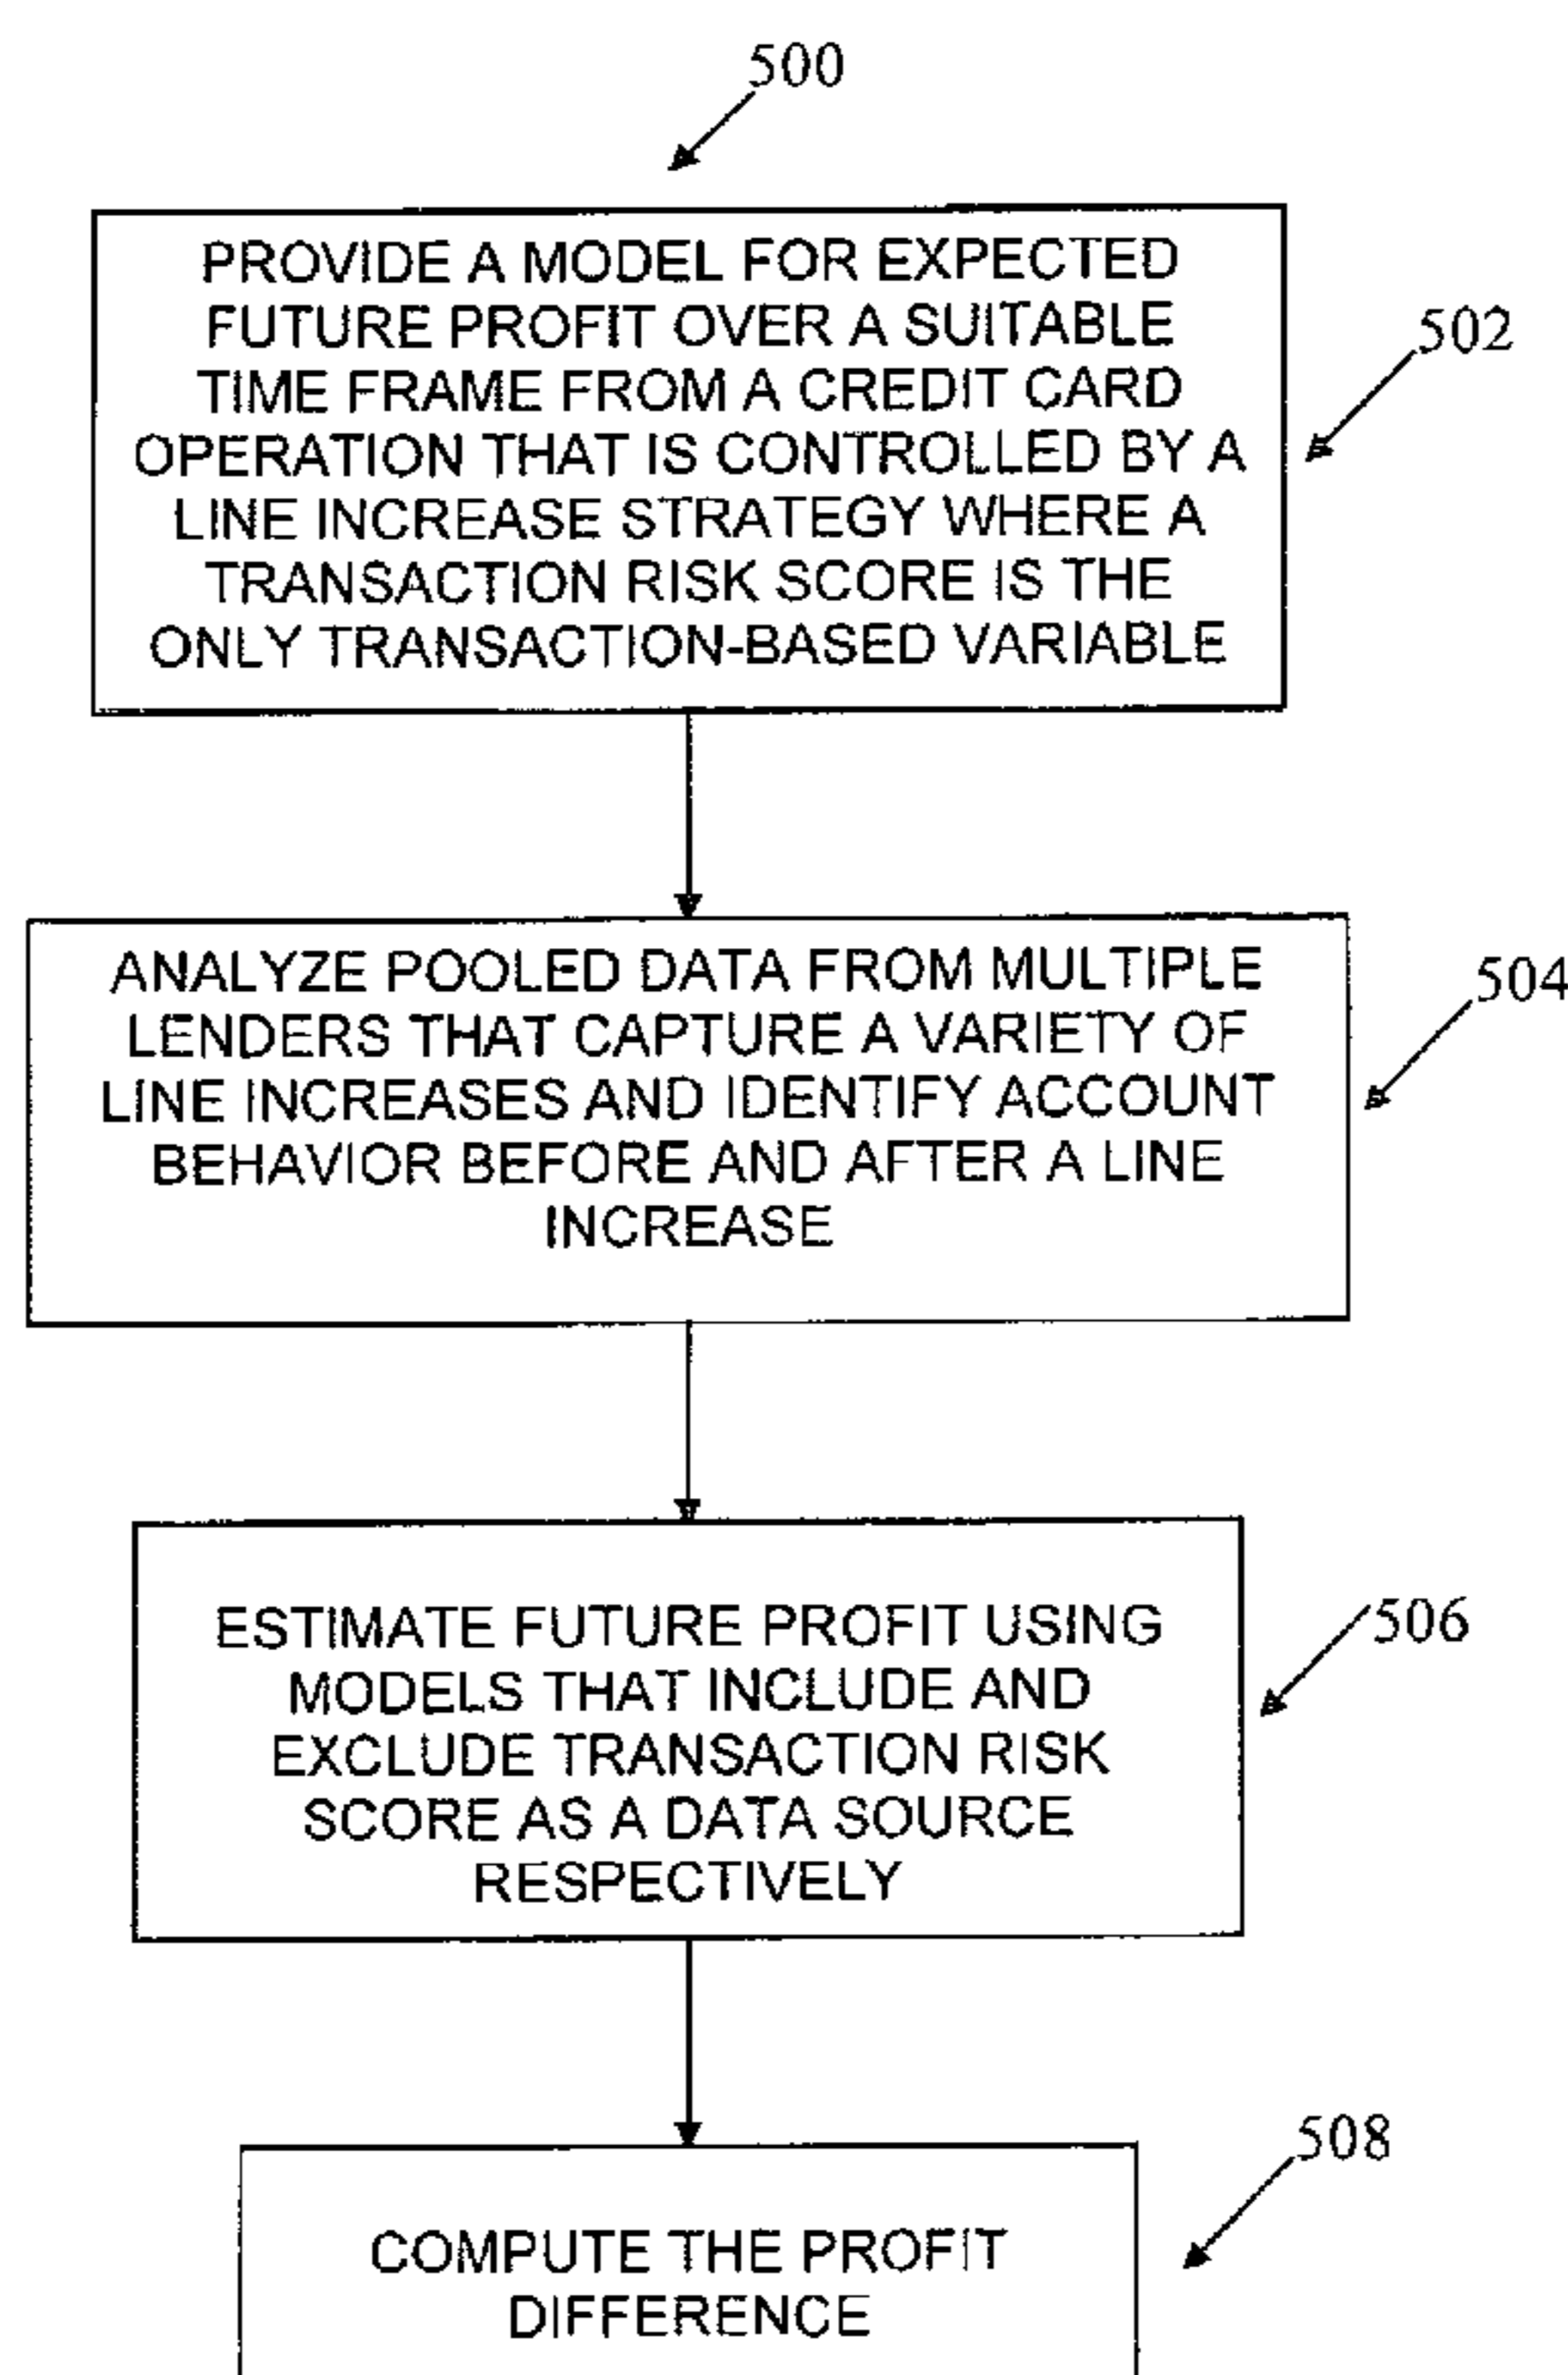 500
PROVIDE A MODEL FOR EXPECTED
FUTURE PROFIT OVER A SUITABLE
TIME FRAME FROM A CREDIT CARD
OPERATION THAT IS CONTROLLED BY A
LINE INCREASE STRATEGY WHERE A
TRANSACTION RISK SCORE IS THE
ONLY TRANSACTION-BASED VARIABLE
502
ANALYZE POOLED DATA FROM MULTIPLE
LENDERS THAT CAPTURE A VARIETY OF
LINE INCREASES AND IDENTIFY ACCOUNT
BEHAVIOR BEFORE AND AFTER A LINE
INCREASE
504
ESTIMATE FUTURE PROFIT USING
MODELS THAT INCLUDE AND
EXCLUDE TRANSACTION RISK
SCORE AS A DATA SOURCE
RESPECTIVELY
506
COMPUTE THE PROFIT
DIFFERENCE
508